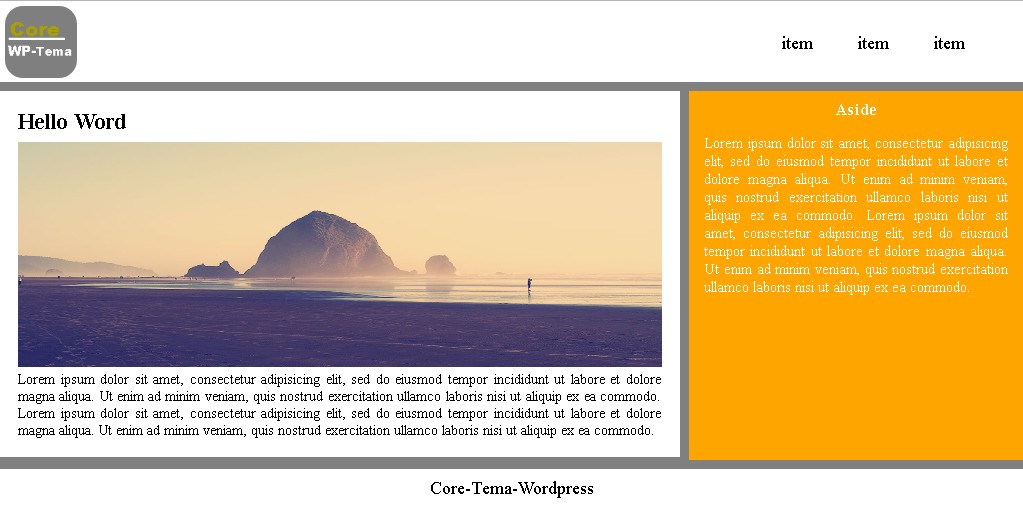 Core
WP-Tema
item item item
Hello Word
Lorem ipsum dolor sit amet, consectetur adipisicing elit, sed do eiusmod tempor incididunt ut labore et dolore
magna aliqua. Ut enim ad minim veniam, quis nostrud exercitation ullamco laboris nisi ut aliquip ex ea commodo.
Lorem ipsum dolor sit amet, consectetur adipisicing elit, sed do eiusmod tempor incididunt ut labore et dolore
magna aliqua. Ut enim ad minim veniam, quis nostrud exercitation ullamco laboris nisi ut aliquip ex ea commodo.
Aside
Lorem ipsum dolor sit amet, consectetur adipisicing
elit, sed do eiusmod tempor incididunt ut labore et
dolore magna aliqua. Ut enim ad minim veniam,
quis nostrud exercitation ullamco laboris nisi ut
aliquip ex ea commodo. Lorem ipsum dolor sit
amet, consectetur adipisicing elit, sed do eiusmod
tempor incididunt ut labore et dolore magna aliqua.
Ut enim ad minim veniam, quis nostrud exercitation
ullamco laboris nisi ut aliquip ex ea commodo.
Core-Tema-Wordpress